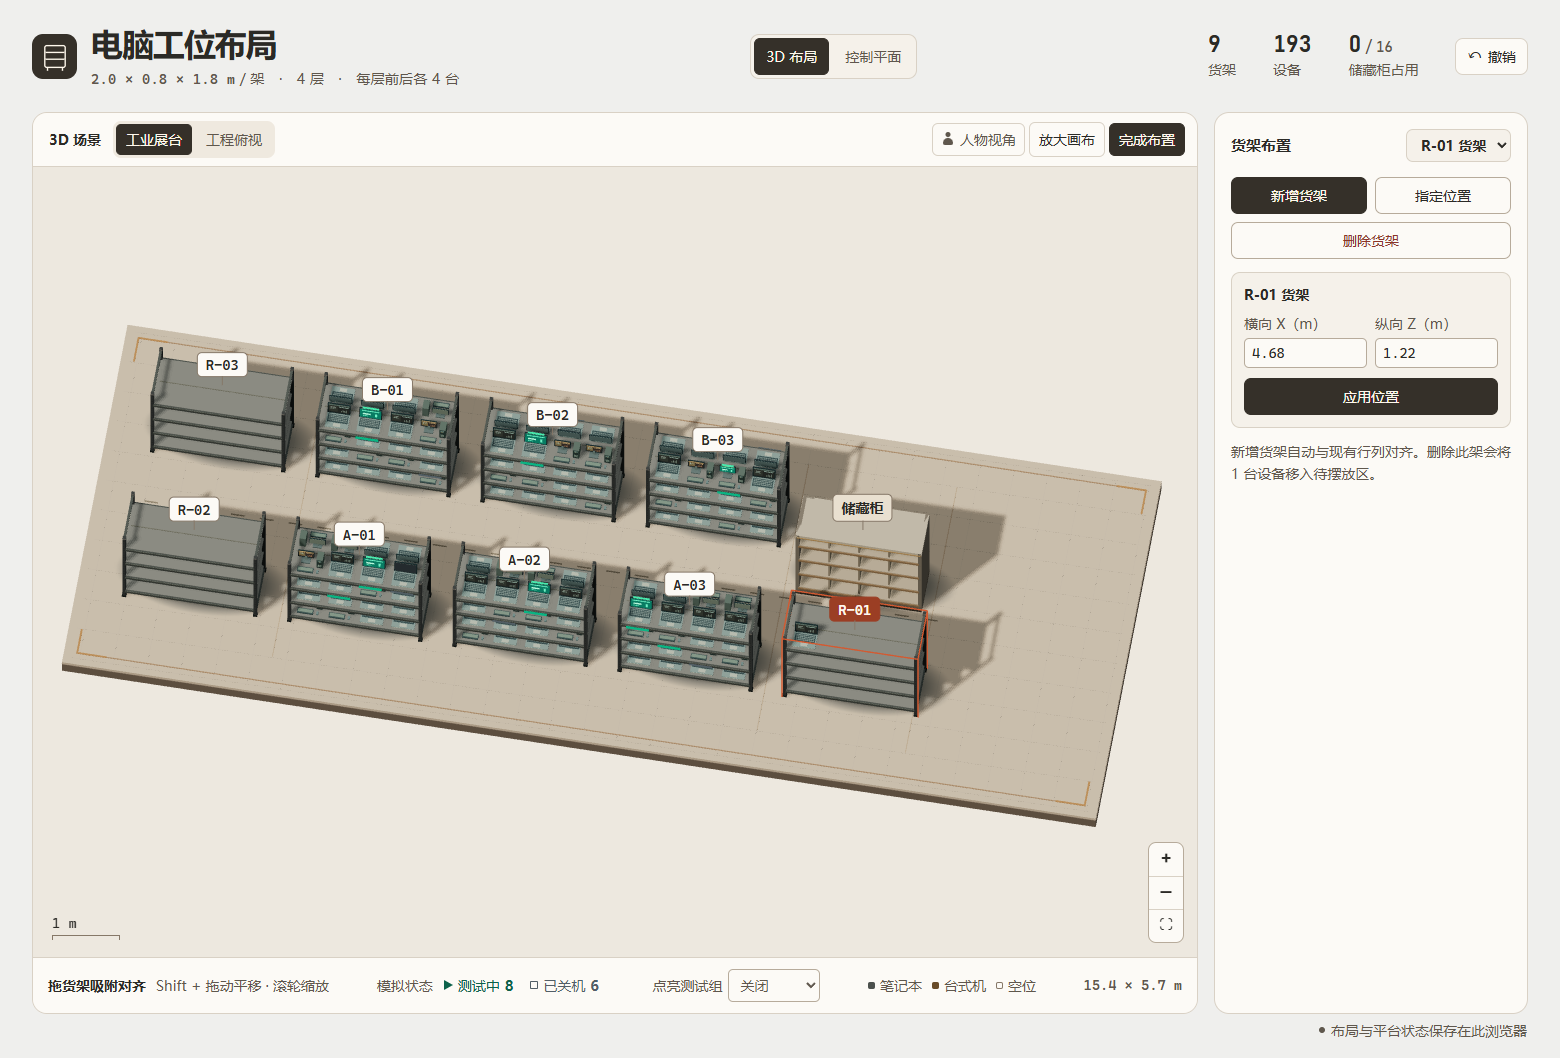 电脑工位布局
2.0 × 0.8 × 1.8 m / 架 · 4 层 · 每层前后各 4 台
3D 布局
控制平面
9
货架
193
设备
0 / 16
储藏柜占用
撤销
3D 场景
工业展台
工程俯视
人物视角
放大画布
完成布置
R-03
B-01
B-02
B-03
储藏柜
R-02
A-01
A-02
A-03
R-01
+
−
1 m
拖货架吸附对齐 Shift + 拖动平移 · 滚轮缩放
模拟状态
测试中 8
已关机 6
点亮测试组
关闭
笔记本
台式机
空位
15.4 × 5.7 m
货架布置
R-01 货架
新增货架
指定位置
删除货架
R-01 货架
横向 X（m）
纵向 Z（m）
4.68
1.22
应用位置
新增货架自动与现有行列对齐。删除此架会将
1 台设备移入待摆放区。
布局与平台状态保存在此浏览器